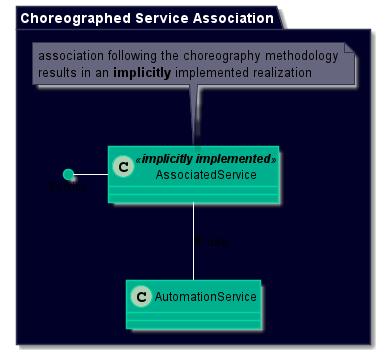 Choreographed Service Association
association following the choreography methodology
results in an implicitly implemented realization
C
«implicitly implemented»
AssociatedService
C
AutomationService